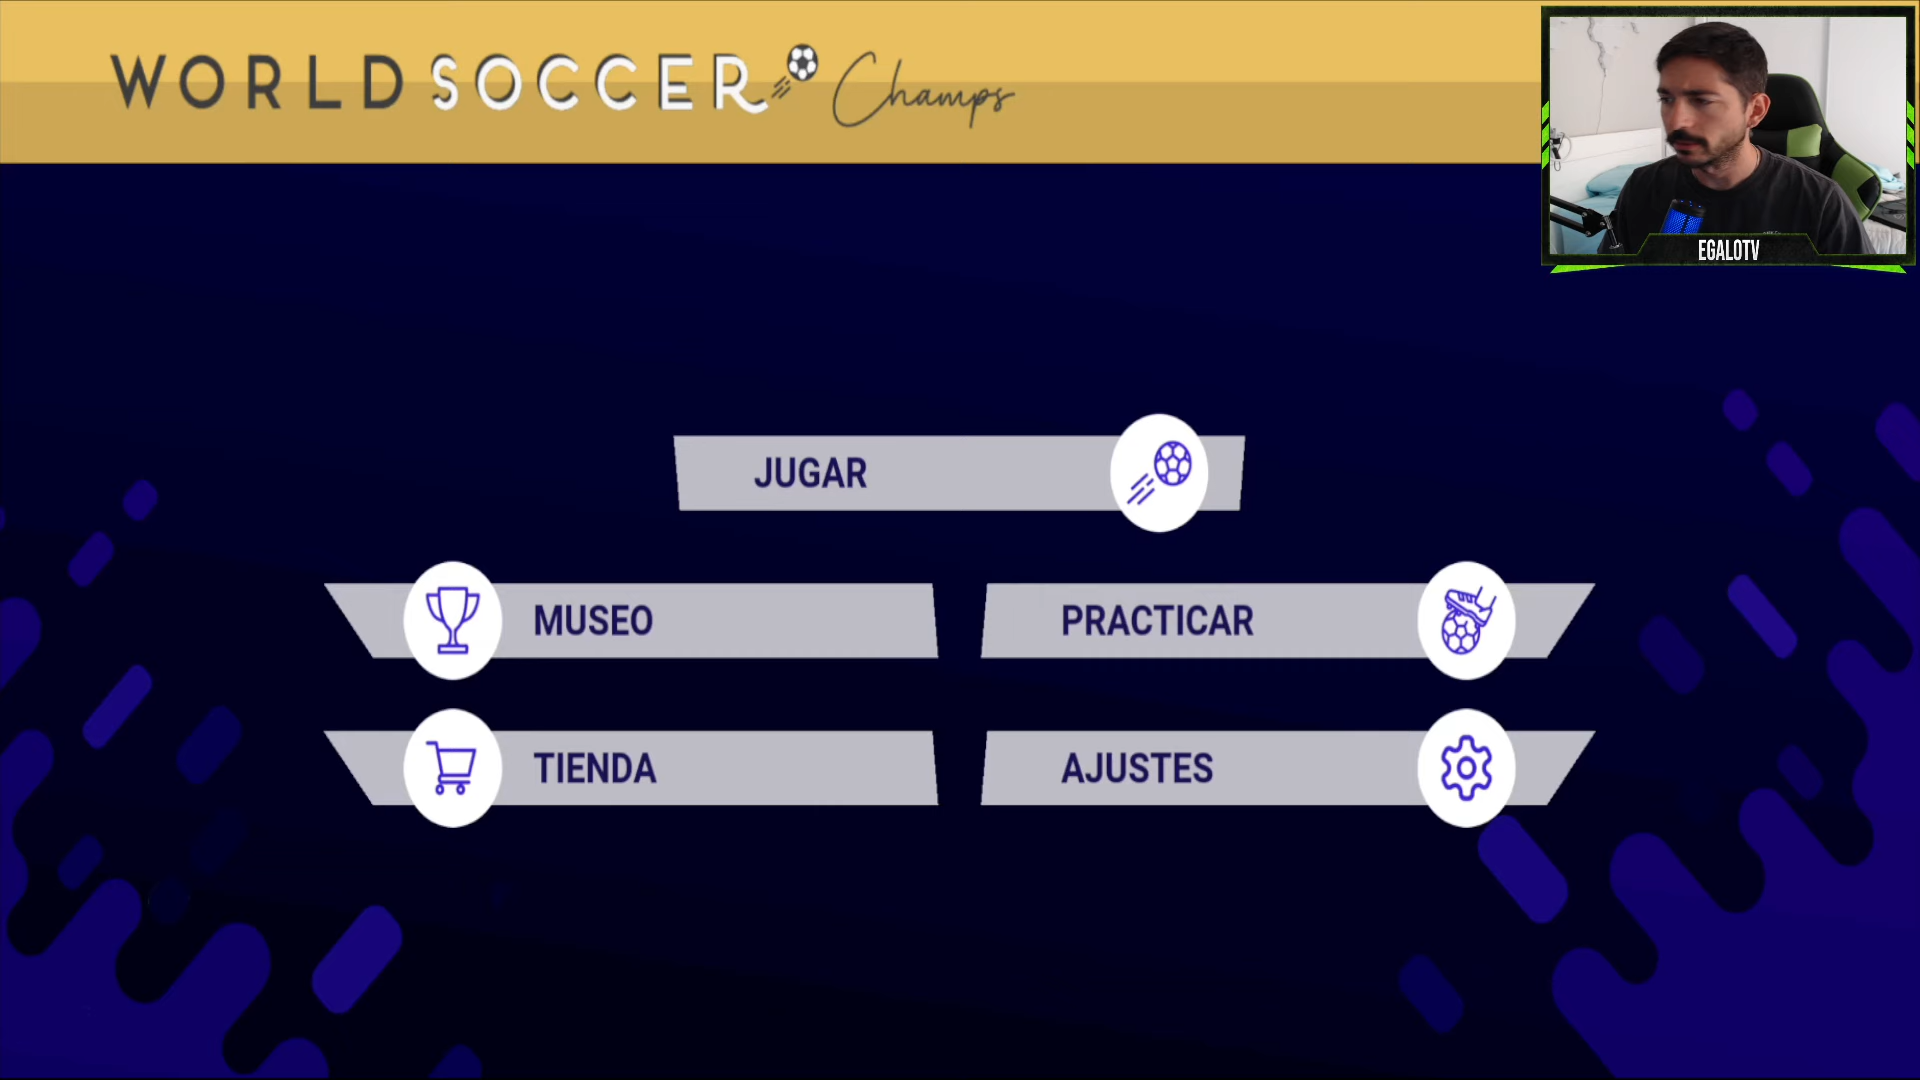 WORLD SOCCER Champs
EGALOTV
JUGAR
MUSEO
PRACTICAR
TIENDA
AJUSTES